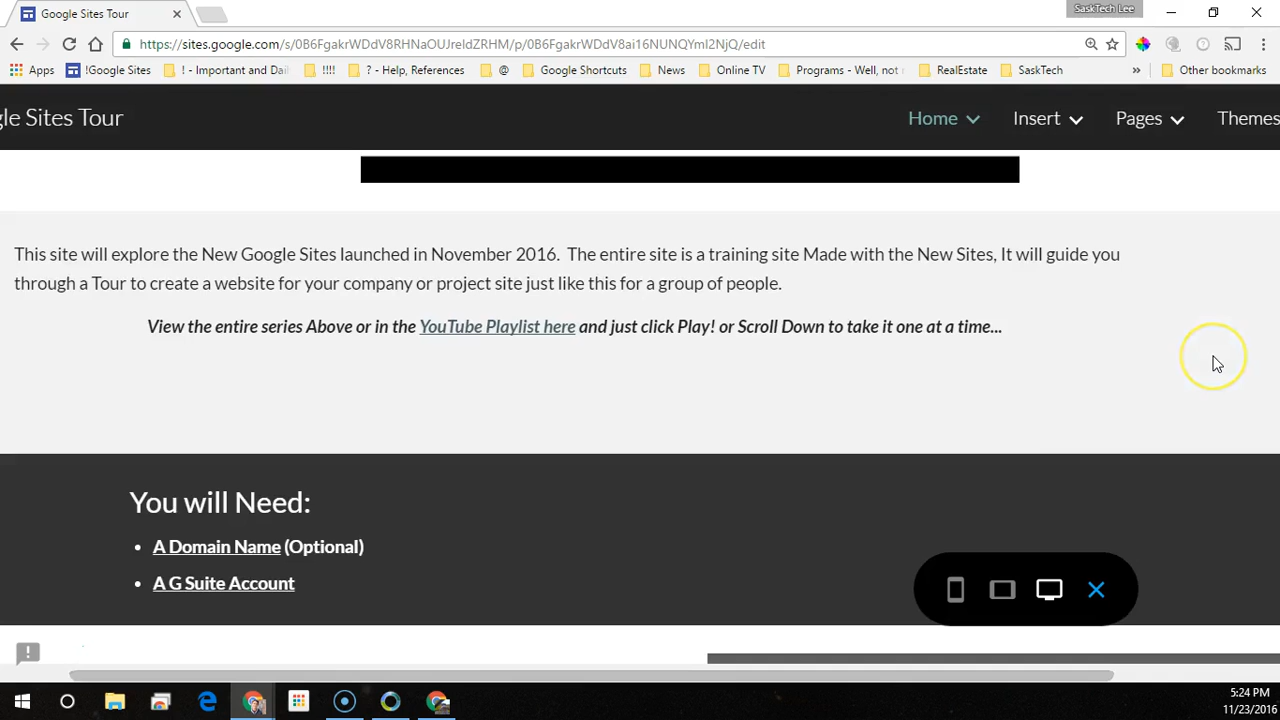 Google Sites Tour
SaskTech Lee
https://sites.google.com/s/0B6FgakrWDdV8RHNaOUJreldZRHM/p/0B6FgakrWDdV8ai16NUNQYmI2NjQ/edit
Apps !Google Sites ! - Important and Dail !!!! ? - Help, References @ Google Shortcuts News Online TV Programs - Well, not RealEstate SaskTech » Other bookmarks
gle Sites Tour Home Insert Pages Themes
This site will explore the New Google Sites launched in November 2016. The entire site is a training site Made with the New Sites, It will guide you
through a Tour to create a website for your company or project site just like this for a group of people.
View the entire series Above or in the YouTube Playlist here and just click Play! or Scroll Down to take it one at a time...
You will Need:
• A Domain Name (Optional)
• A G Suite Account
5:24 PM
11/23/2016